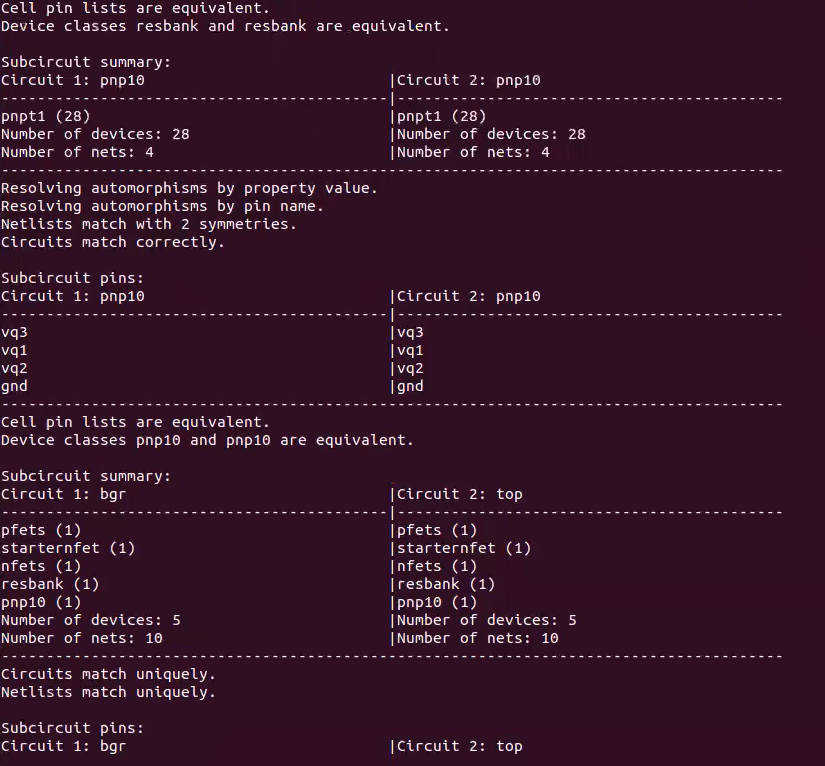 Cell pin lists are equivalent.
Device classes resbank and resbank are equivalent.
Subcircuit summary:
Circuit 1: pnp10                           |Circuit 2: pnp10
-------------------------------------------|-------------------------------------------
pnpt1 (28)                                 |pnpt1 (28)
Number of devices: 28                      |Number of devices: 28
Number of nets: 4                          |Number of nets: 4
---------------------------------------------------------------------------------------
Resolving automorphisms by property value.
Resolving automorphisms by pin name.
Netlists match with 2 symmetries.
Circuits match correctly.
Subcircuit pins:
Circuit 1: pnp10                           |Circuit 2: pnp10
-------------------------------------------|-------------------------------------------
vq3                                        |vq3
vq1                                        |vq1
vq2                                        |vq2
gnd                                        |gnd
---------------------------------------------------------------------------------------
Cell pin lists are equivalent.
Device classes pnp10 and pnp10 are equivalent.
Subcircuit summary:
Circuit 1: bgr                             |Circuit 2: top
-------------------------------------------|-------------------------------------------
pfets (1)                                  |pfets (1)
starternfet (1)                            |starternfet (1)
nfets (1)                                  |nfets (1)
resbank (1)                                |resbank (1)
pnp10 (1)                                  |pnp10 (1)
Number of devices: 5                       |Number of devices: 5
Number of nets: 10                         |Number of nets: 10
---------------------------------------------------------------------------------------
Circuits match uniquely.
Netlists match uniquely.
Subcircuit pins:
Circuit 1: bgr                             |Circuit 2: top